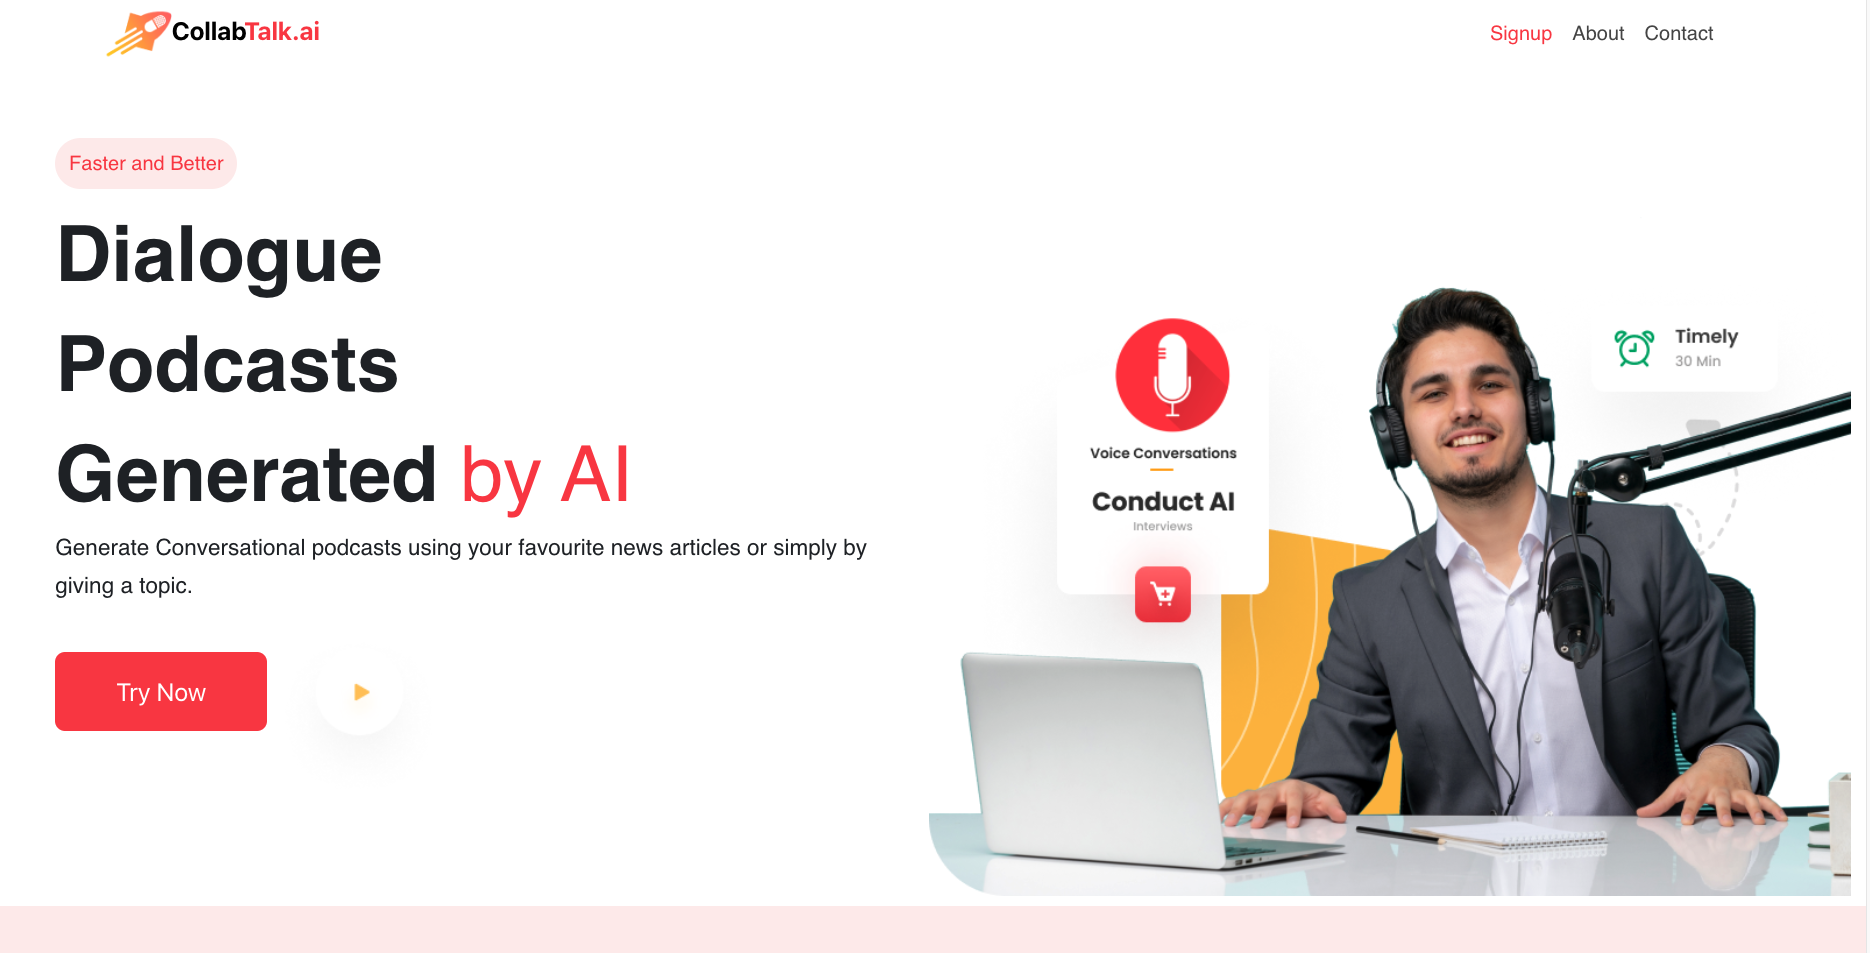 CollabTalk.ai
Signup About Contact
Faster and Better
Dialogue
Podcasts
Generated by AI
Generate Conversational podcasts using your favourite news articles or simply by
giving a topic.
Try Now
Voice Conversations
Conduct AI
Interviews
Timely
30 Min